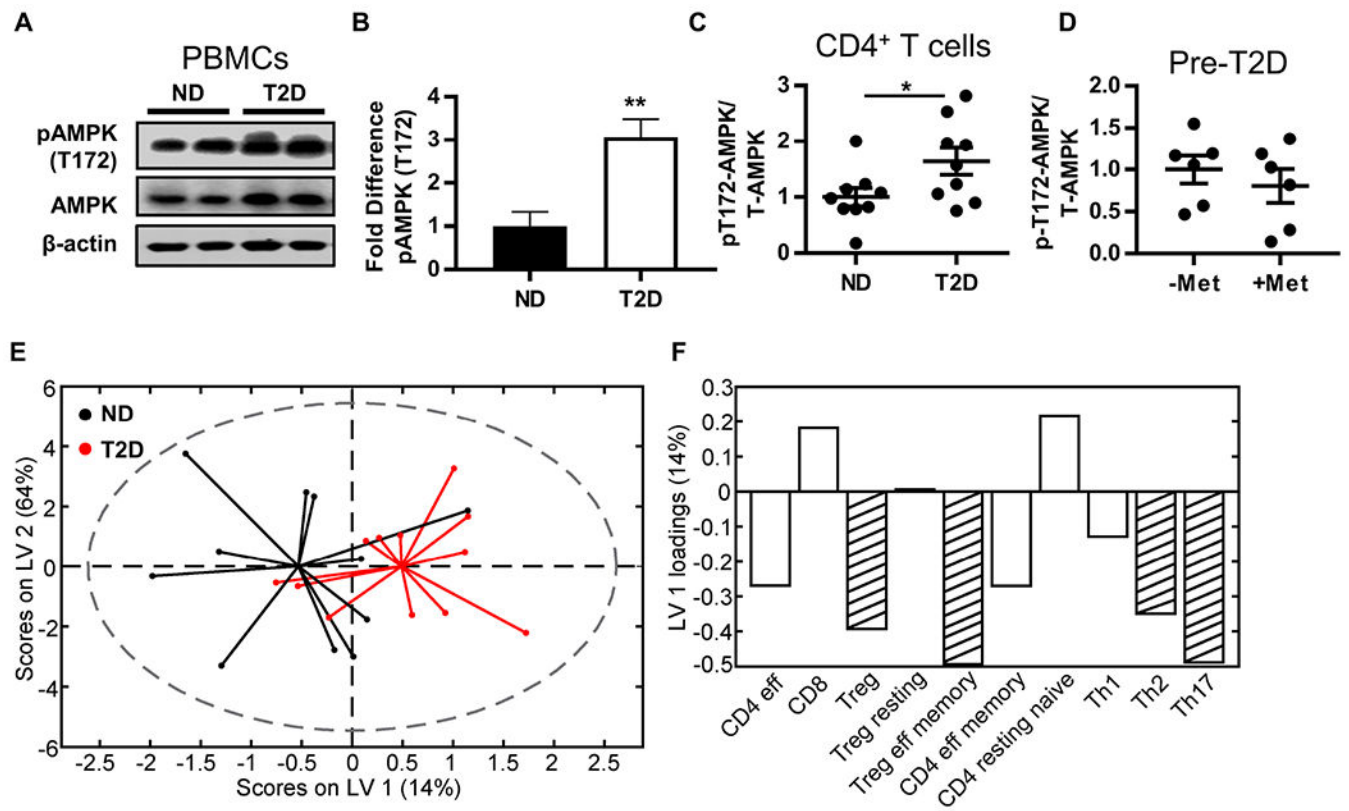 A
PBMCs
ND T2D
pAMPK
(T172)
AMPK
β-actin
B
Fold Difference
pAMPK (T172)
4
3
2
1
0
**
ND T2D
C
CD4+ T cells
pT172-AMPK/
T-AMPK
3
2
1
0
*
ND T2D
D
Pre-T2D
p-T172-AMPK/
T-AMPK
2.0
1.5
1.0
0.5
0.0
-Met +Met
E
Scores on LV 2 (64%)
6
4
2
0
-2
-4
-6
ND
T2D
-2.5 -2 -1.5 -1 -0.5 0 0.5 1 1.5 2 2.5
Scores on LV 1 (14%)
F
LV 1 loadings (14%)
0.3
0.2
0.1
0
-0.1
-0.2
-0.3
-0.4
-0.5
CD4 eff
CD8
Treg
Treg resting
Treg eff memory
CD4 eff memory
CD4 resting naive
Th1
Th2
Th17